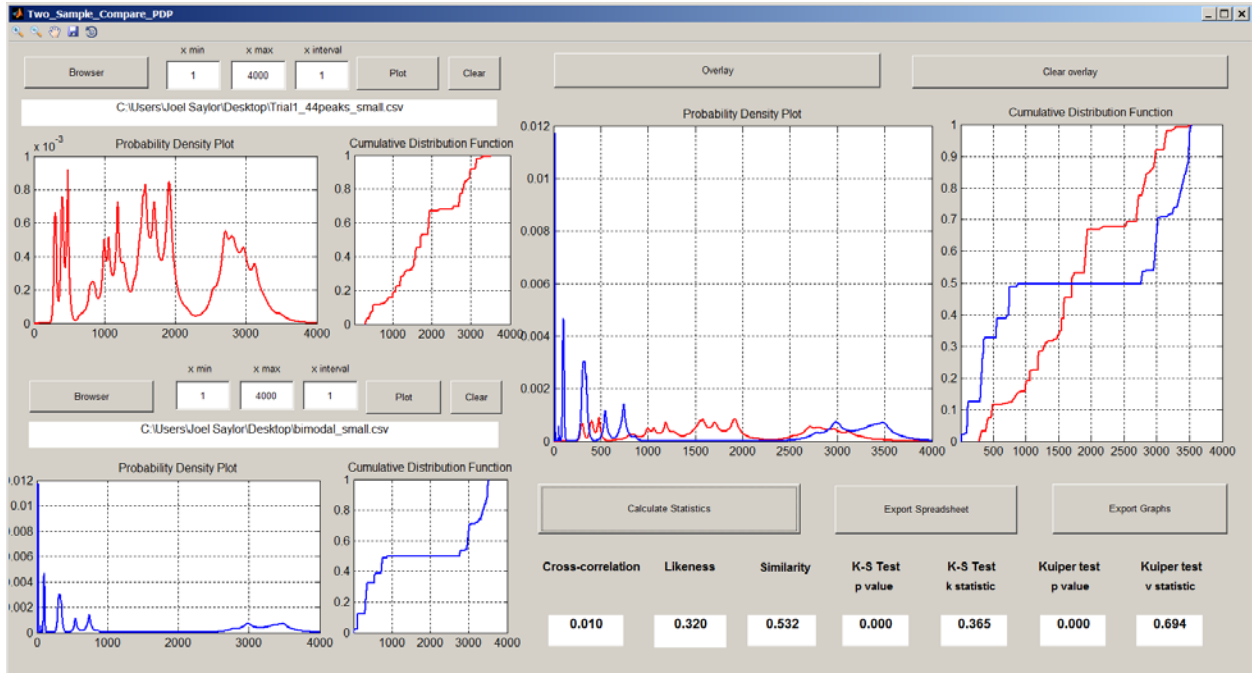 Two_Sample_Compare_PDP
x min x max x interval
Browser 1 4000 1 Plot Clear
C:\Users\Joel Saylor\Desktop\Trial1_44peaks_small.csv
Probability Density Plot
x 10^-3
1
0.8
0.6
0.4
0.2
0
0 1000 2000 3000 4000
Cumulative Distribution Function
1
0.8
0.6
0.4
0.2
0
1000 2000 3000 4000
x min x max x interval
Browser 1 4000 1 Plot Clear
C:\Users\Joel Saylor\Desktop\bimodal_small.csv
Probability Density Plot
.012
0.01
.008
.006
.004
.002
0
0 1000 2000 3000 4000
Cumulative Distribution Function
1
0.8
0.6
0.4
0.2
0
0 1000 2000 3000 4000
Overlay Clear overlay
Probability Density Plot
0.012
0.01
0.008
0.006
0.004
0.002
0
0 500 1000 1500 2000 2500 3000 3500 4000
Cumulative Distribution Function
1
0.9
0.8
0.7
0.6
0.5
0.4
0.3
0.2
0.1
0
500 1000 1500 2000 2500 3000 3500 4000
Calculate Statistics Export Spreadsheet Export Graphs
Cross-correlation Likeness Similarity K-S Test K-S Test Kuiper test Kuiper test
p value k statistic p value v statistic
0.010 0.320 0.532 0.000 0.365 0.000 0.694